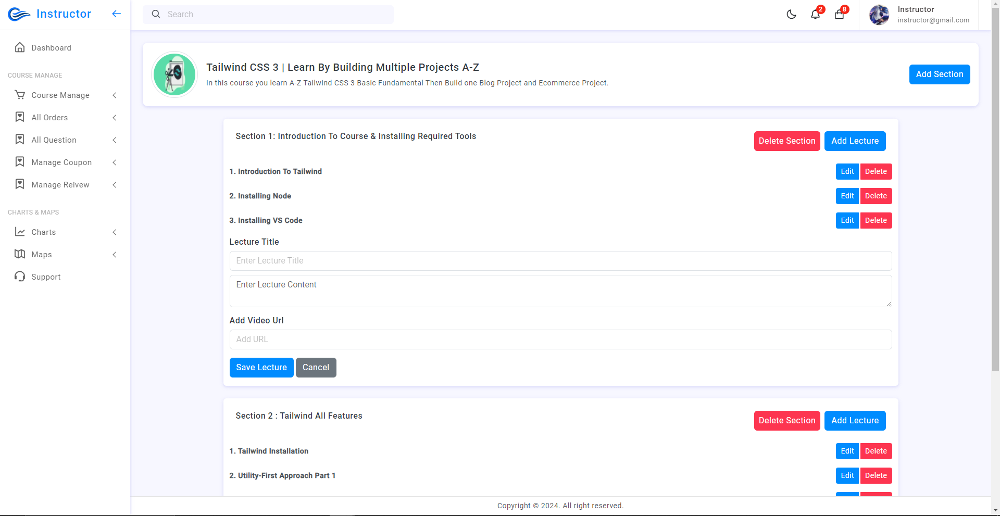 Instructor
Search
2
8
Instructor
instructor@gmail.com
Dashboard
COURSE MANAGE
Course Manage
All Orders
All Question
Manage Coupon
Manage Reivew
CHARTS & MAPS
Charts
Maps
Support
Tailwind CSS 3 | Learn By Building Multiple Projects A-Z
In this course you learn A-Z Tailwind CSS 3 Basic Fundamental Then Build one Blog Project and Ecommerce Project.
Add Section
Section 1: Introduction To Course & Installing Required Tools
Delete Section Add Lecture
1. Introduction To Tailwind Edit Delete
2. Installing Node Edit Delete
3. Installing VS Code Edit Delete
Lecture Title
Enter Lecture Title
Enter Lecture Content
Add Video Url
Add URL
Save Lecture Cancel
Section 2 : Tailwind All Features
Delete Section Add Lecture
1. Tailwind Installation Edit Delete
2. Utility-First Approach Part 1 Edit Delete
Copyright © 2024. All right reserved.